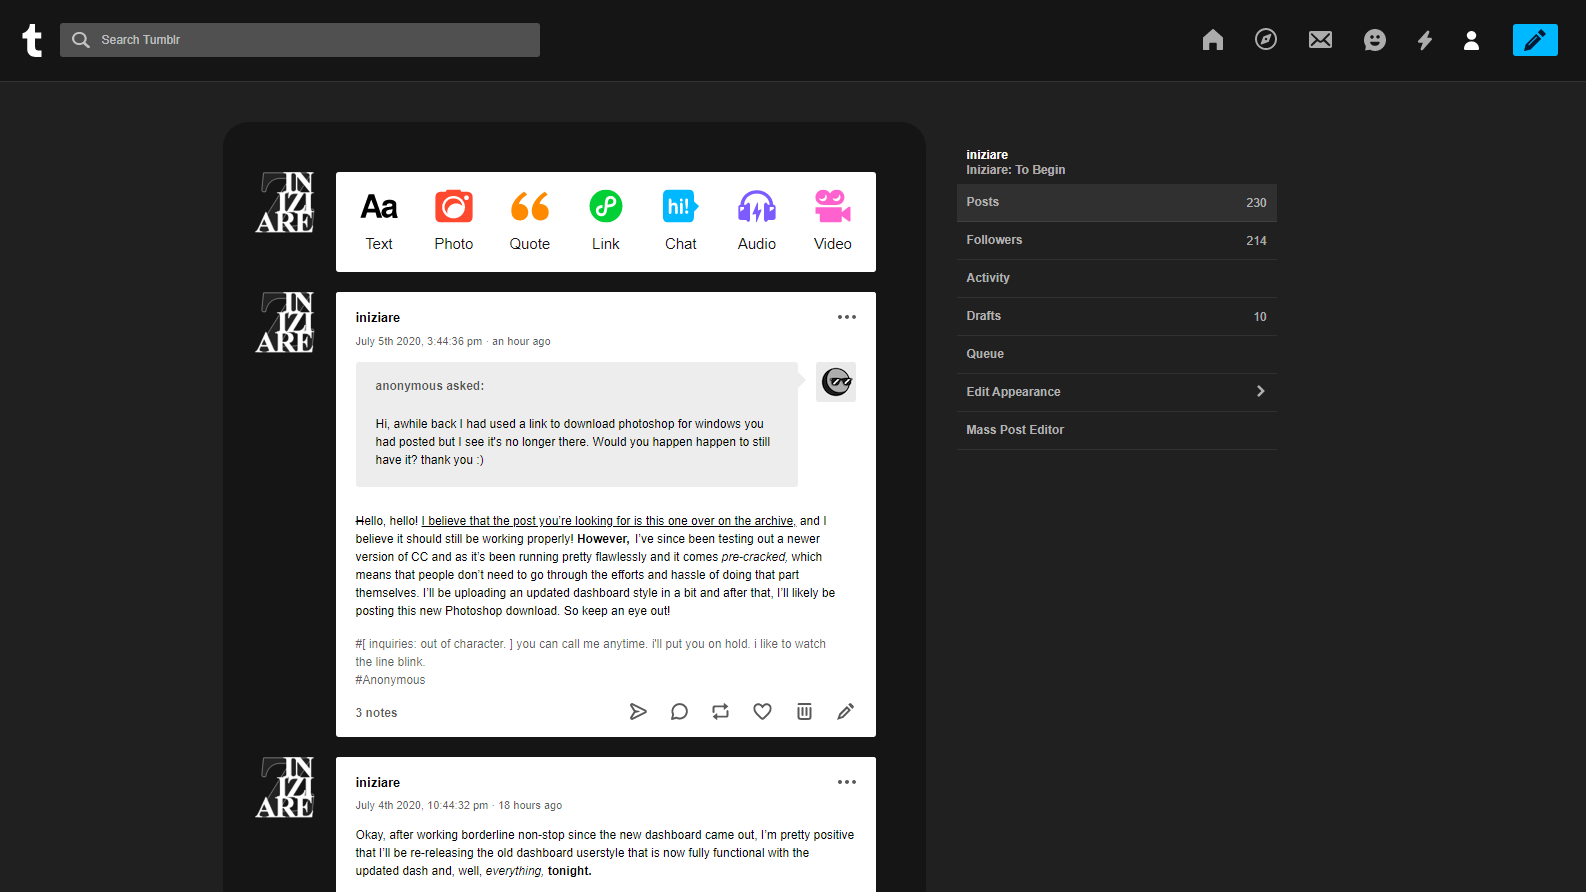 t
Search Tumblr
iniziare
Iniziare: To Begin
Posts 230
Followers 214
Activity
Drafts 10
Queue
Edit Appearance
Mass Post Editor
INIZIARE
Aa
hi!
Text Photo Quote Link Chat Audio Video
INIZIARE
iniziare
July 5th 2020, 3:44:36 pm · an hour ago
anonymous asked:
Hi, awhile back I had used a link to download photoshop for windows you
had posted but I see it's no longer there. Would you happen happen to still
have it? thank you :)
Hello, hello! I believe that the post you’re looking for is this one over on the archive, and I
believe it should still be working properly! However, I’ve since been testing out a newer
version of CC and as it’s been running pretty flawlessly and it comes pre-cracked, which
means that people don’t need to go through the efforts and hassle of doing that part
themselves. I’ll be uploading an updated dashboard style in a bit and after that, I’ll likely be
posting this new Photoshop download. So keep an eye out!
#[ inquiries: out of character. ] you can call me anytime. i'll put you on hold. i like to watch
the line blink.
#Anonymous
3 notes
INIZIARE
iniziare
July 4th 2020, 10:44:32 pm · 18 hours ago
Okay, after working borderline non-stop since the new dashboard came out, I’m pretty positive
that I’ll be re-releasing the old dashboard userstyle that is now fully functional with the
updated dash and, well, everything, tonight.